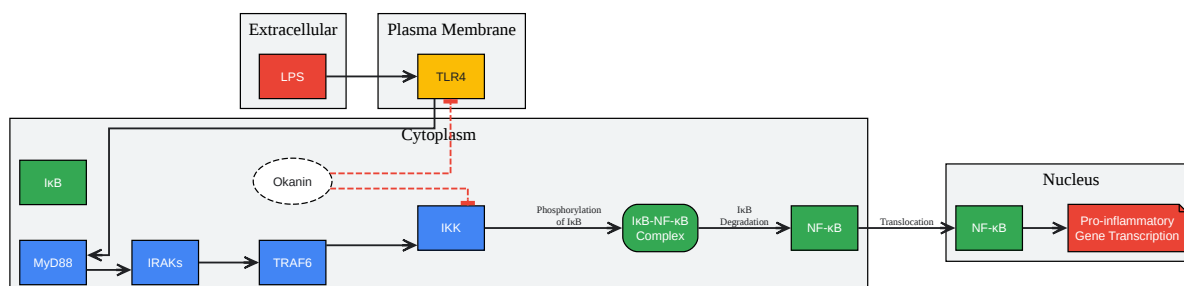 Extracellular
LPS
Plasma Membrane
TLR4
Cytoplasm
IκB
Okanin
MyD88
IRAKs
TRAF6
IKK
Phosphorylation
of IκB
IκB-NF-κB
Complex
IκB
Degradation
NF-κB
Translocation
Nucleus
NF-κB
Pro-inflammatory
Gene Transcription